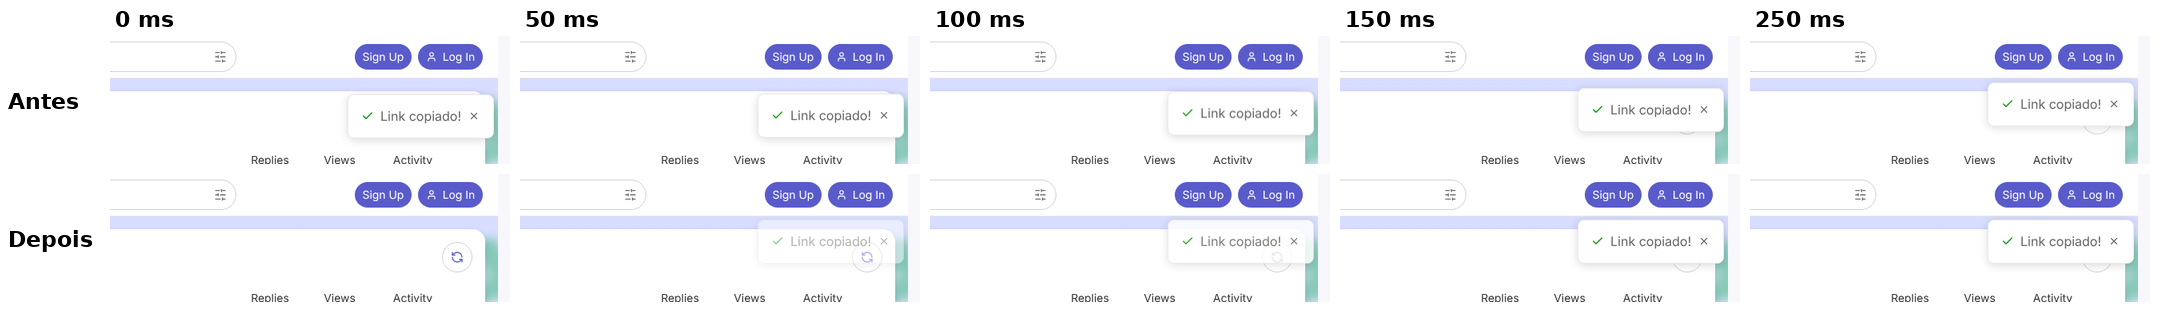 0 ms 50 ms 100 ms 150 ms 250 ms
Sign Up Log In Sign Up Log In Sign Up Log In Sign Up Log In Sign Up Log In
Antes
Link copiado! Link copiado! Link copiado! Link copiado! Link copiado!
Replies Views Activity Replies Views Activity Replies Views Activity Replies Views Activity Replies Views Activity
Sign Up Log In Sign Up Log In Sign Up Log In Sign Up Log In Sign Up Log In
Depois
Link copiado! Link copiado! Link copiado! Link copiado!
Replies Views Activity Replies Views Activity Replies Views Activity Replies Views Activity Replies Views Activity